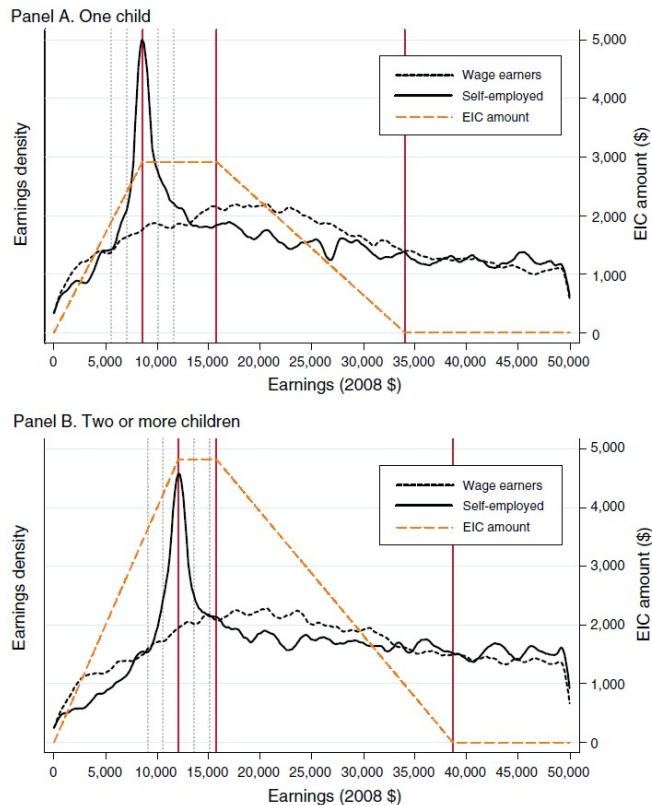 Panel A. One child
5,000
Wage earners
Self-employed
EIC amount
4,000
3,000
2,000
1,000
0
Earnings density
EIC amount ($)
0 5,000 10,000 15,000 20,000 25,000 30,000 35,000 40,000 45,000 50,000
Earnings (2008 $)
Panel B. Two or more children
5,000
Wage earners
Self-employed
EIC amount
4,000
3,000
2,000
1,000
0
Earnings density
EIC amount ($)
0 5,000 10,000 15,000 20,000 25,000 30,000 35,000 40,000 45,000 50,000
Earnings (2008 $)